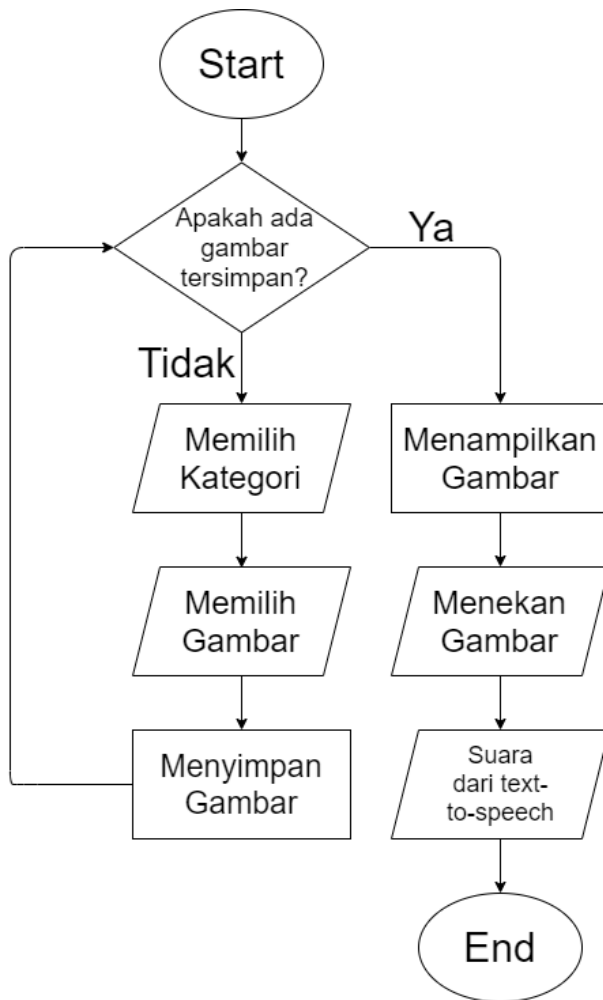 Start
Apakah ada
gambar
tersimpan?
Ya
Tidak
Memilih
Kategori
Menampilkan
Gambar
Memilih
Gambar
Menekan
Gambar
Menyimpan
Gambar
Suara
dari text-
to-speech
End